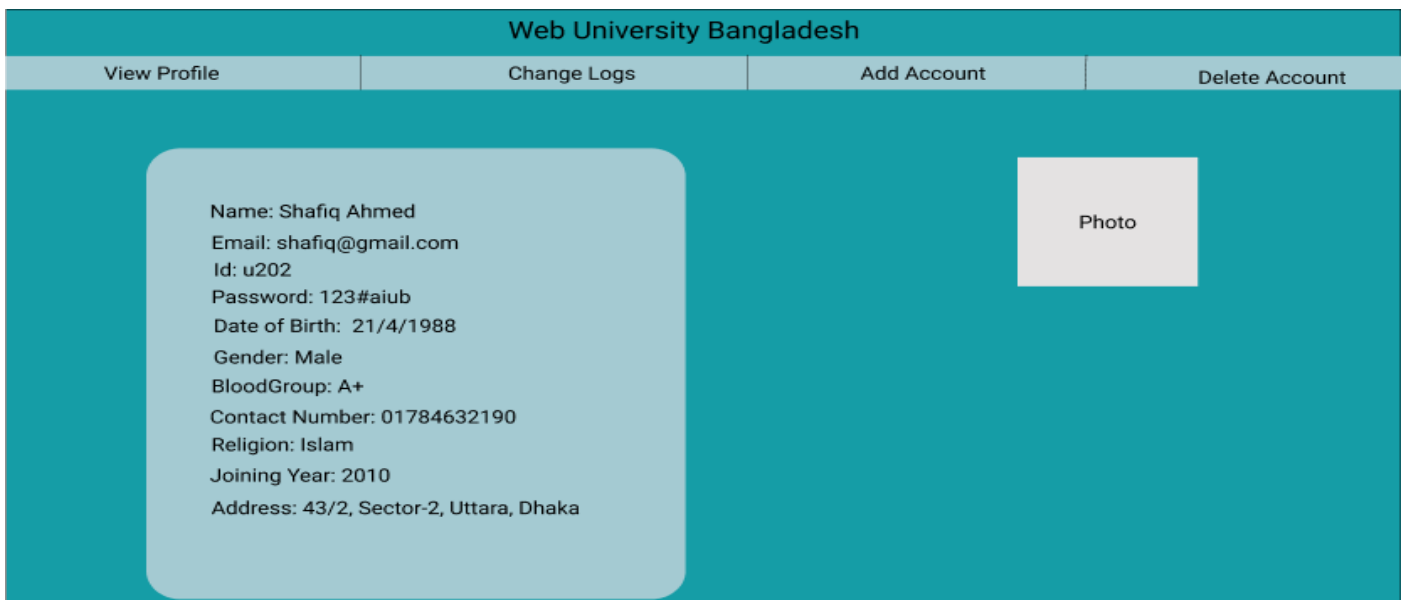 Web University Bangladesh
View Profile Change Logs Add Account Delete Account
Name: Shafiq Ahmed
Email: shafiq@gmail.com
Id: u202
Password: 123#aiub
Date of Birth: 21/4/1988
Gender: Male
BloodGroup: A+
Contact Number: 01784632190
Religion: Islam
Joining Year: 2010
Address: 43/2, Sector-2, Uttara, Dhaka
Photo